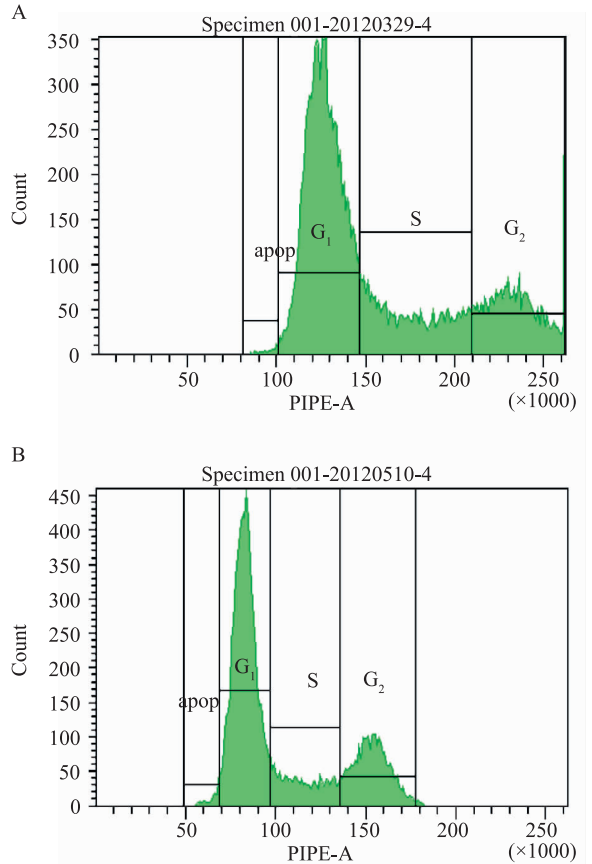 A
Specimen 001-20120329-4
350
300
250
200
150
100
50
0
Count
apop
G₁
S
G₂
50 100 150 200 250
PIPE-A (×1000)
B
Specimen 001-20120510-4
450
400
350
300
250
200
150
100
50
0
Count
apop
G₁
S
G₂
50 100 150 200 250
PIPE-A (×1000)